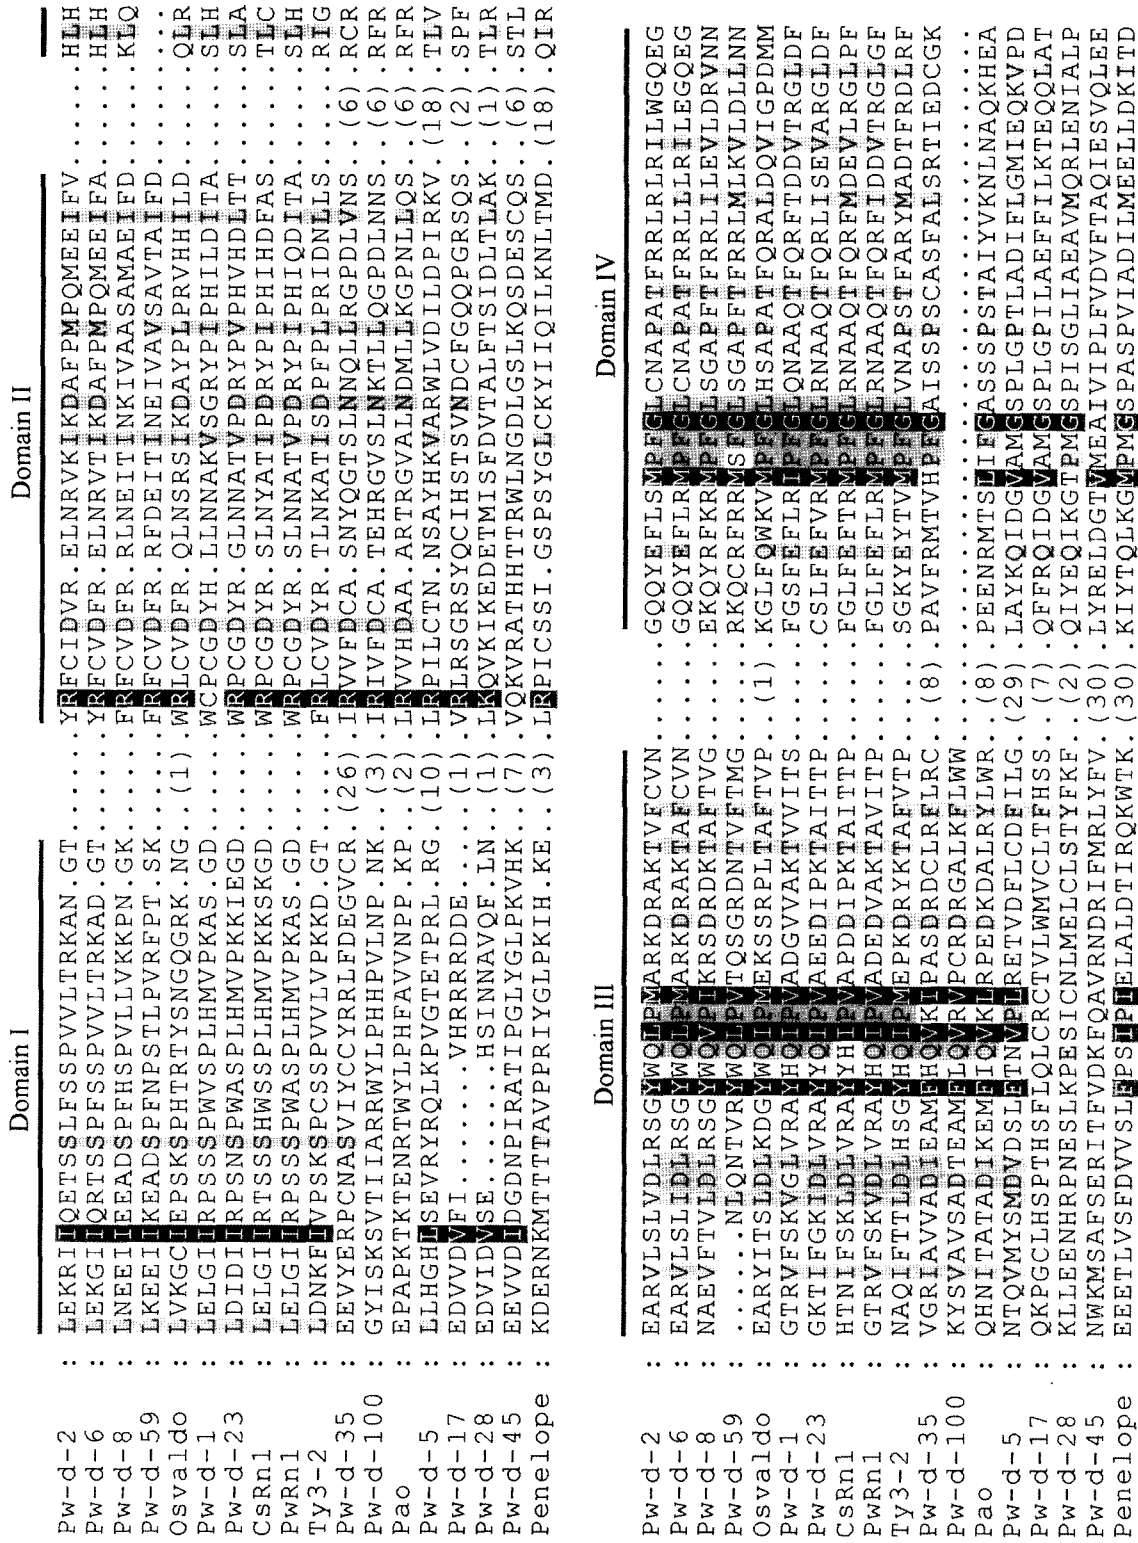 Domain I Domain II
Pw-d-2 :: LEKRIIQETSSLFSSPVVLTRKAN.GT......YRFCIDVR.ELNRVKIKDAFPMPQMEEIFV.......HLH
Pw-d-6 :: LEKGIIQRTSSPFSSPVVLTRKAD.GT......YRFCVDFR.ELNRVTIKDAFPMPQMEEIFA.......HLH
Pw-d-8 :: LNEEIIEEADSPFHSPVLLVKKPN.GK......FRFCVDFR.RLNEITIINKIVAASAMAEIFD.......KLQ
Pw-d-59 :: LKEEIIKEADSPFNPSTLPVRFPT.SK......FRFCVDFR.RFDEITIINEIVAVSAVTAIFD..........
Osvaldo :: LVKGCIEPSKSPHTRTYSNGQGRK.NG..(1).WRLCVDFR.QLNSRSIKDAYPLPRVHHILD.......QLR
Pw-d-1 :: LELGIIRPSSSPWVSPLHMVPKAS.GD......WCPCGDYH.LLNNAKVSGRYPIPHILDITA.......SLH
Pw-d-23 :: LDIDIIRPSNSPWASPLHMVPKKIEGD......WRPCGDYR.GLNNATVPDRYPVPHVHDLTT.......SLA
CsRn1 :: LELGIIRTSSSHWSSPLHMVPKKSKGD......WRPCGDYR.SLNYATIPDRYPIPHIHDFAS.......TLC
PwRn1 :: LELGIIRPSSSPWASPLHMVPKAS.GD......WRPCGDYR.SLNNATVPDRYPIPHIQDITA.......SLH
Ty3-2 :: LDNKFIVPSKSPCSSPVVLVPKKD.GT......FRLCVDYR.TLNKATISDPFPLPRIDNLLS.......RIG
Pw-d-35 :: EEVYERPCNASVIYCCYRRLFDEGVCR.(26).IRVVFDCA.SNYQGTSLNNQLLRGPDLVNS..(6).RCR
Pw-d-100 :: GYISKSVTIIARRWYLPHHPVLNP.NK..(3).IRIVFDCA.TEHRGVSLNKTLLQGPDLNNS..(6).RFR
Pao :: EPAPKTKTENRTWYLPHFAVVNPP.KP..(2).LRVVHDAA.ARTRGVALNDMLLKGPNLLQS..(6).RFR
Pw-d-5 :: LLHGHLSEVRYRQLKPVGTETPRL.RG.(10).LRPILCTN.NSAYHKVARWLVDILDPIRKV.(18).TLV
Pw-d-17 :: EDVVDVFI......VHRRRRDDE.....(1).VRLRSGRSYQCIHSTSVNDCFGQQPGRSQS..(2).SPF
Pw-d-28 :: EDVIDVSE......HSINNAVQF.LN..(1).LKQVKIKEDETMISFDVTALFTSIDLTLAK..(1).TLR
Pw-d-45 :: EEVVDIDGDNPIRATIPGLYGLPKVHK..(7).VQKVRATHHTTRWLNGDLGSLKQSDESCQS..(6).STL
Penelope :: KDERNKMTTTTAVPPRIYGLPKIH.KE..(3).LRPICSSI.GSPSYGLCKYIIQILKNLTMD.(18).QLR
Domain III Domain IV
Pw-d-2 :: EARVLSLVDLRSGYWQLPMARKDRAKTVFCVN......GQQYEFLSMPFGLCNAPATFRRLRLRILWGQEG
Pw-d-6 :: EARVLSLIDLRSGYWQLPMARKDRAKTAFCVN......GQQYEFLRMPFGLCNAPATFRRLLLRILEGQEG
Pw-d-8 :: NAEVFTVLDLRSGYWQVPIKRSDRDKTAFTVG......EKQYRFKRMPFGLSGAPFTFRRLILEVLDRVNN
Pw-d-59 :: .....NLQNTVRYWQLPVTQSGRDNTVFTMG......RKQCRFRRMSFGLSGAPFTFRRLMLKVLDLLNN
Osvaldo :: EARYITSLDLKDGYWQIPMEKSSRPLTAFTVP..(1).KGLFQWKVMPFGLHSAPATFQRALDQVIGPDMM
Pw-d-1 :: GTRVFSKVGLVRAYHQIPVADGVVAKTVVITS......FGSFEFLRIPFGLQNAAQTFQRFTDDVTRGLDF
Pw-d-23 :: GKTIFGKIDLVRAYYQIPVAEEDIPKTAITTP......CSLFEFVRMPFGLRNAAQTFQRLISEVARGLDF
CsRn1 :: HTNIFSKLDLVRAYYHIPVAPDDIPKTAITTP......FGLFEFTRMPFGLRNAAQTFQRFMDEVLRGLPF
PwRn1 :: GTRVFSKVDLVRAYHQIPVADEDVAKTAVITP......FGLFEFLRMPFGLRNAAQTFQRFIDDVTRGLGF
Ty3-2 :: NAQIFTTLDLHSGYHQIPMEPKDRYKTAFVTP......SGKYEYTVMPFGLVNAPSTFARYMADTFRDLRF
Pw-d-35 :: VGRIAVVADIEAMFHQVKIPASDRDCLRFLRC..(8).PAVFRMTVHPFGAISSPSCASFALSRTIEDCGK
Pw-d-100 :: KYSVAVSADTEAMFLQVRVPCRDRGALKFLWW................................
Pao :: QHNITATADIKEMFIQVKLRPEDKDALRYLWR..(8).PEENRMTSLIFGASSSPSTAIYVKNLNAQKHEA
Pw-d-5 :: NTQVMYSMDVDSLFTNVPLRETVDFLCDFILG.(29).LAYKQIDGVAMGSPLGPTLADIFLGMIEQKVPD
Pw-d-17 :: QKPGCLHSPTHSFLQLCRCTVLWMVCLTFHSS..(7).QFFRQIDGVAMGSPLGPILAEFFILKTEQQLAT
Pw-d-28 :: KLLEENHRPNESLKPESICNLMELCLSTYFKF..(2).QIYEQIKGTPMGSPISGLIAEAVMQRLENIALP
Pw-d-45 :: NWKMSAFSERITFVDKFQAVRNDRIFMRLYFV.(30).LYRELDGTVMEAIVIPLFVDVFTAQIESVQLEE
Penelope :: EEETLVSFDVVSLFPSIPIELALDTIRQKWTK.(30).KIYTQLKGMPMGSPASPVIADILMEELLDKITD